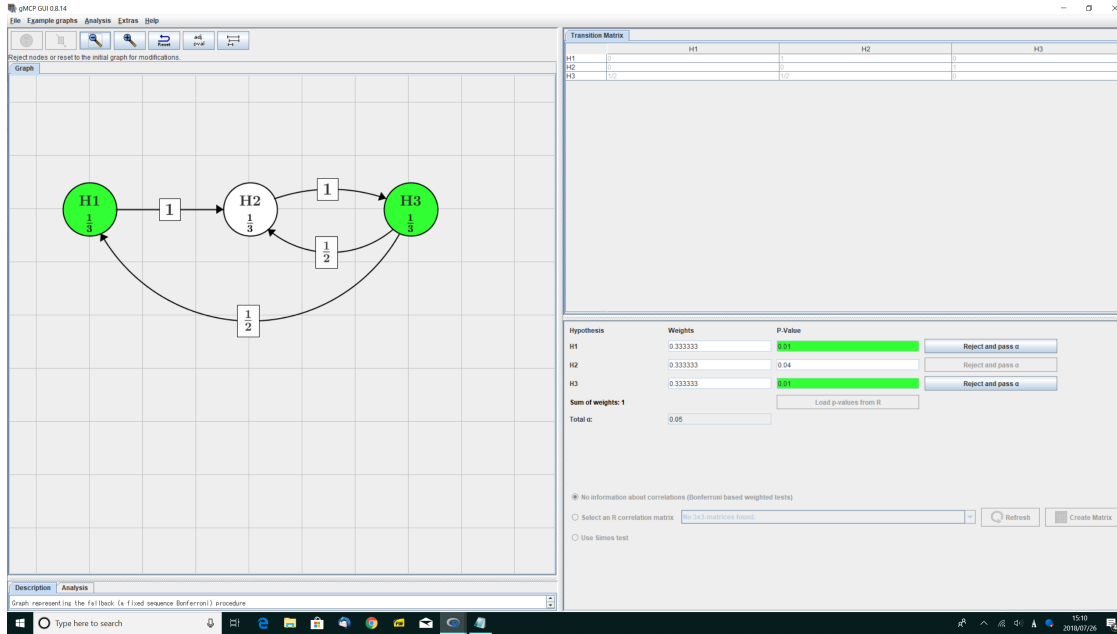 gMCP GUI 0.8.14
File Example graphs Analysis Extras Help
Reset
adj. pval
Reject nodes or reset to the initial graph for modifications.
Graph
H1
1/3
1
H2
1/3
1
H3
1/3
1/2
1/2
Description Analysis
Graph representing the fallback (a fixed sequence Bonferroni) procedure
Transition Matrix
H1 H2 H3
H1 0 1 0
H2 0 0 1
H3 1/2 1/2 0
Hypothesis Weights P-Value
H1 0.333333 0.01 Reject and pass α
H2 0.333333 0.04 Reject and pass α
H3 0.333333 0.01 Reject and pass α
Sum of weights: 1 Load p-values from R
Total α: 0.05
No information about correlations (Bonferroni based weighted tests)
Select an R correlation matrix No 3x3-matrices found. Refresh Create Matrix
Use Simes test
Type here to search
15:10
2018/07/26